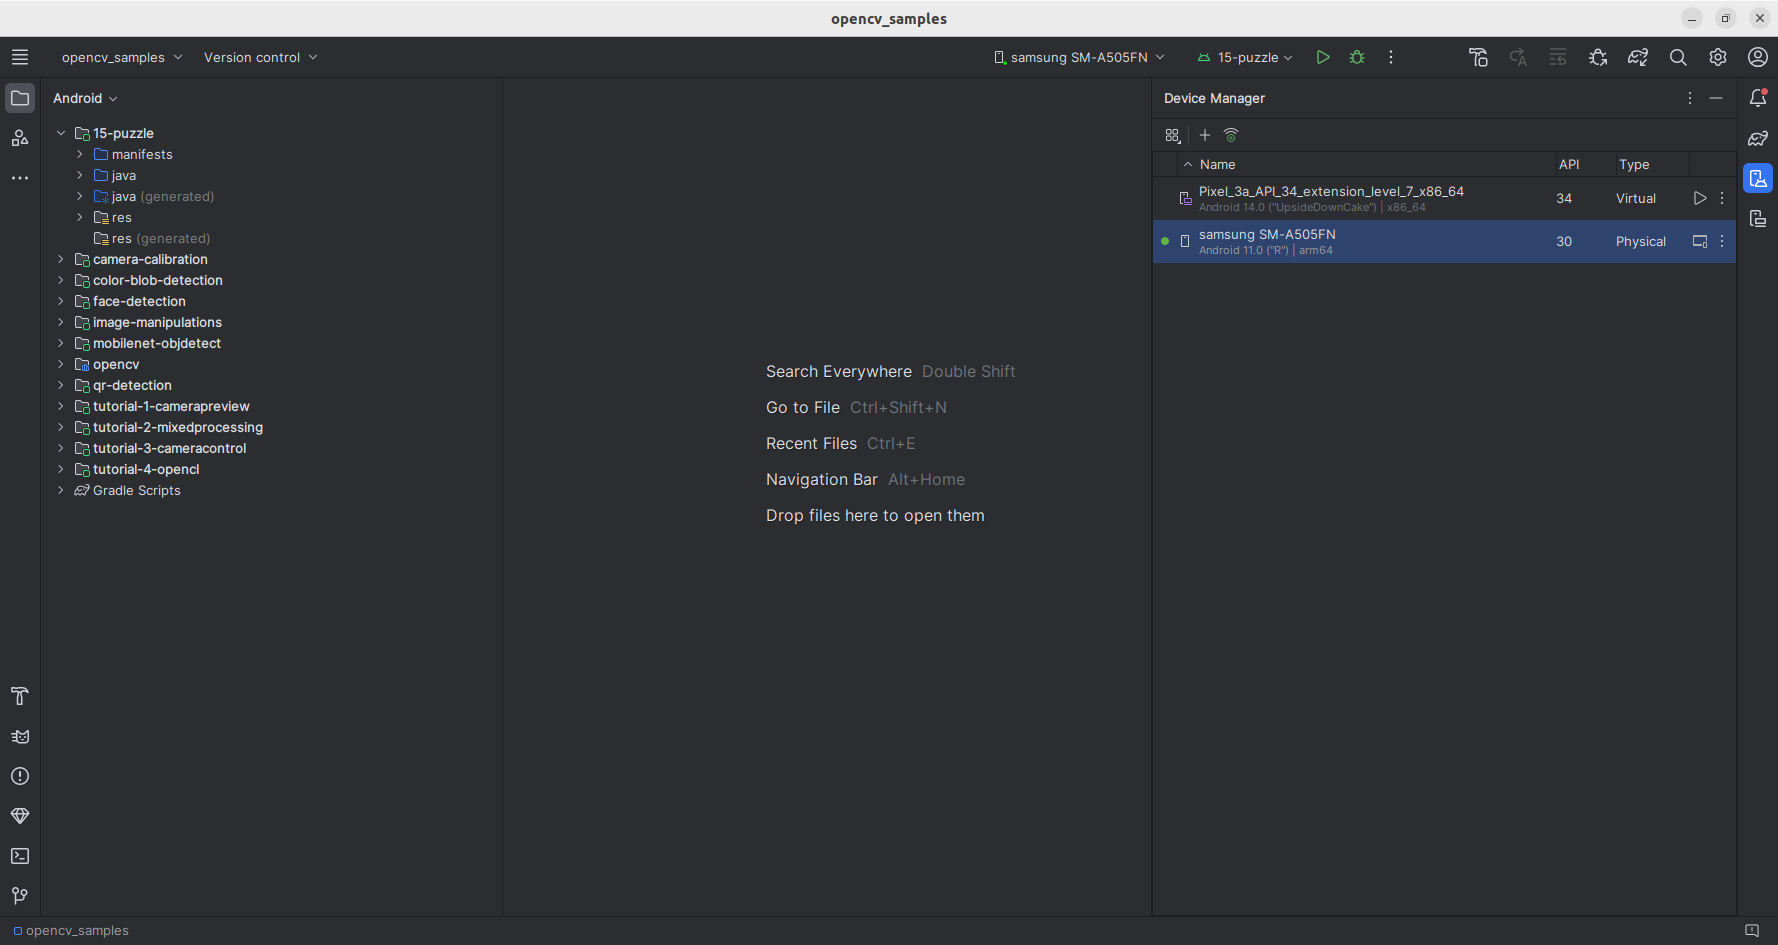 opencv_samples
opencv_samples Version control samsung SM-A505FN 15-puzzle
Android
15-puzzle
manifests
java
java (generated)
res
res (generated)
camera-calibration
color-blob-detection
face-detection
image-manipulations
mobilenet-objdetect
opencv
qr-detection
tutorial-1-camerapreview
tutorial-2-mixedprocessing
tutorial-3-cameracontrol
tutorial-4-opencl
Gradle Scripts
Search Everywhere Double Shift
Go to File Ctrl+Shift+N
Recent Files Ctrl+E
Navigation Bar Alt+Home
Drop files here to open them
Device Manager
Name API Type
Pixel_3a_API_34_extension_level_7_x86_64 34 Virtual
Android 14.0 ("UpsideDownCake") | x86_64
samsung SM-A505FN 30 Physical
Android 11.0 ("R") | arm64
opencv_samples